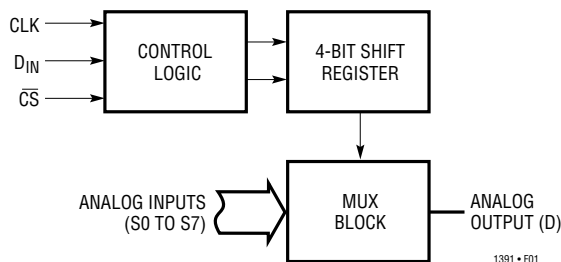 CLK
DIN
CS
CONTROL
LOGIC
4-BIT SHIFT
REGISTER
ANALOG INPUTS
(S0 TO S7)
MUX
BLOCK
ANALOG
OUTPUT (D)
1391 • F01